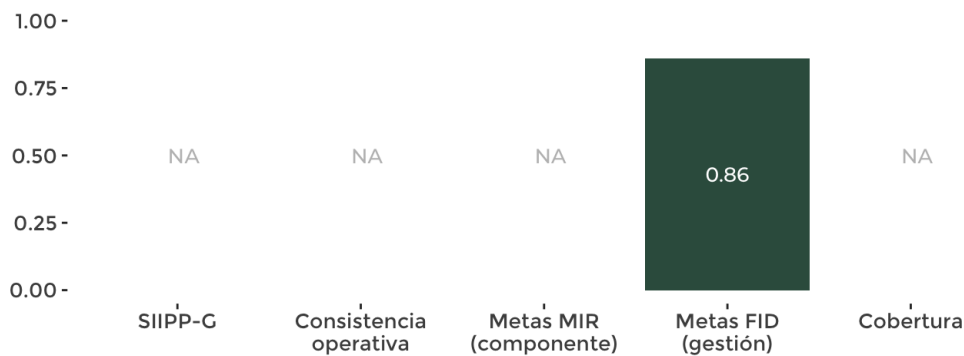 1.00
0.75
0.50
0.25
0.00
NA
NA
NA
0.86
NA
SIIPP-G
Consistencia
operativa
Metas MIR
(componente)
Metas FID
(gestión)
Cobertura